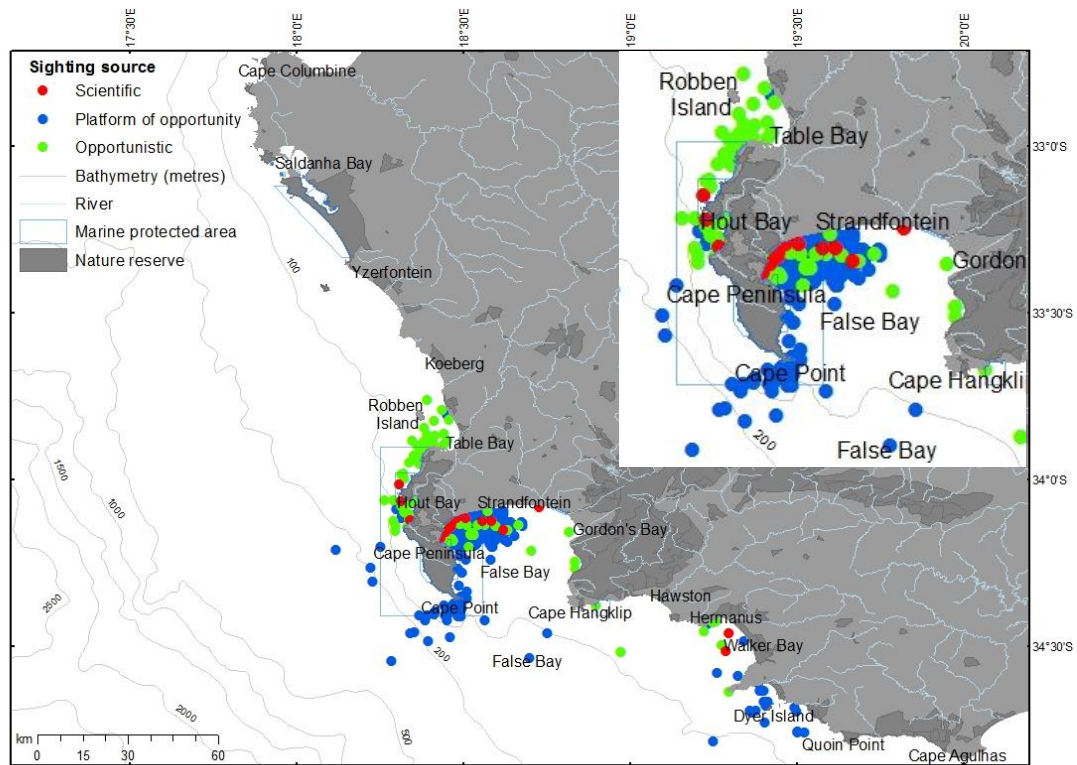 17°30'E
18°0'E
18°30'E
19°0'E
19°30'E
20°0'E
Sighting source
Scientific
Platform of opportunity
Opportunistic
Bathymetry (metres)
River
Marine protected area
Nature reserve
Cape Columbine
Saldanha Bay
Yzerfontein
100
Koeberg
Robben
Island
Table Bay
Hout Bay
Strandfontein
Cape Peninsula
False Bay
Gordon's Bay
Cape Point
Cape Hangklip
Hawston
Hermanus
Walker Bay
False Bay
Dyer Island
Quoin Point
Cape Agulhas
200
500
1000
1500
2000
2500
km
0
15
30
60
33°0'S
33°30'S
34°0'S
34°30'S
Robben
Island
Table Bay
Hout Bay
Strandfontein
Gordon
Cape Peninsula
False Bay
Cape Point
Cape Hangkli
200
False Bay